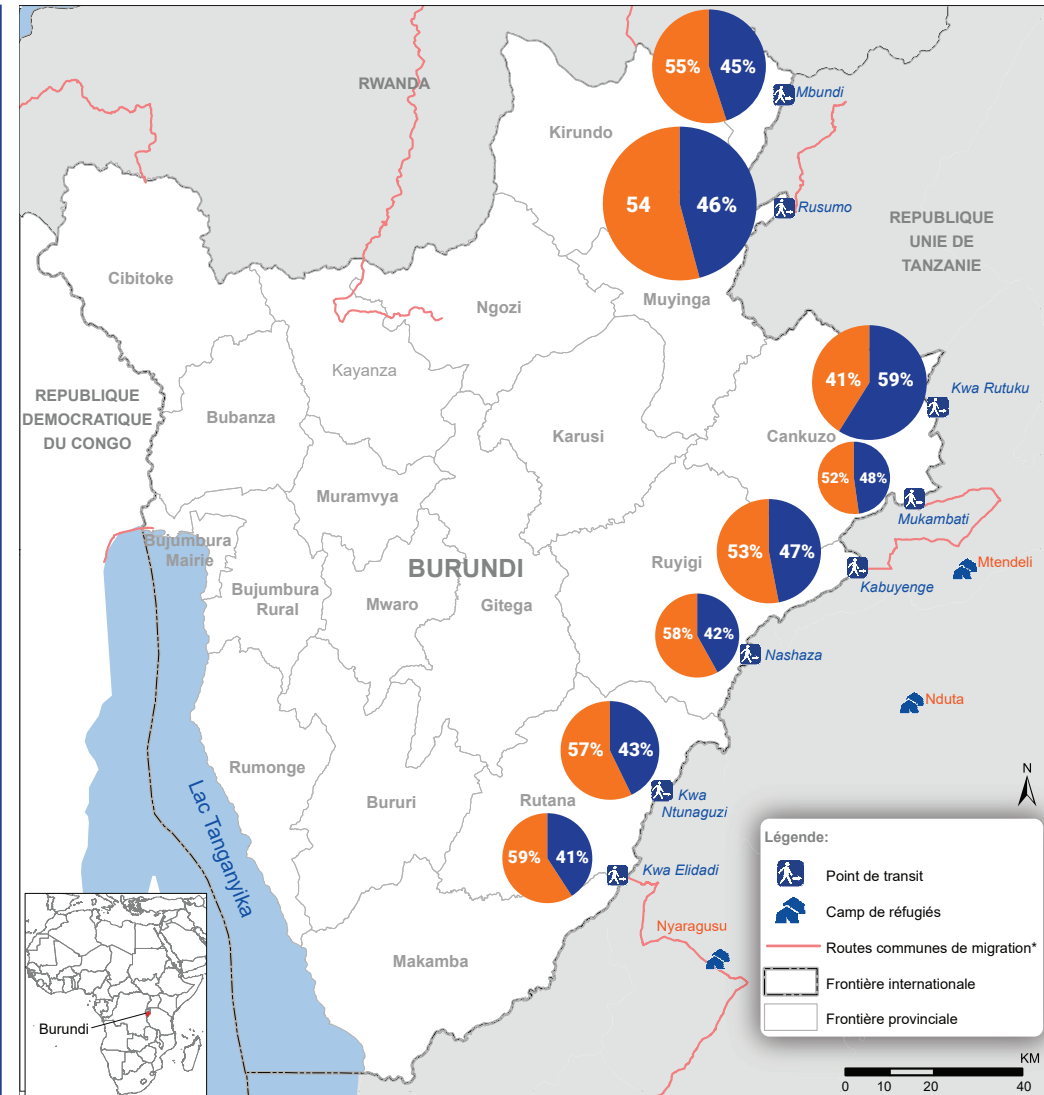 55%
45%
Mbundi
RWANDA
Kirundo
54
46%
Rusumo
REPUBLIQUE
UNIE DE
TANZANIE
Cibitoke
Ngozi
Muyinga
Kayanza
41%
59%
Kwa Rutuku
REPUBLIQUE
DEMOCRATIQUE
DU CONGO
Bubanza
Karusi
Cankuzo
52%
48%
Muramvya
Mukambati
Bujumbura
Mairie
53%
47%
BURUNDI
Ruyigi
Mtendeli
Kabuyenge
Bujumbura
Rural
Mwaro
Gitega
58%
42%
Nashaza
Nduta
57%
43%
Rumonge
Lac Tanganyika
Bururi
Rutana
Kwa
Ntunaguzi
59%
41%
Kwa Elidadi
Nyaragusu
Makamba
Burundi
N
Légende:
Point de transit
Camp de réfugiés
Routes communes de migration*
Frontière internationale
Frontière provinciale
KM
0 10 20 40